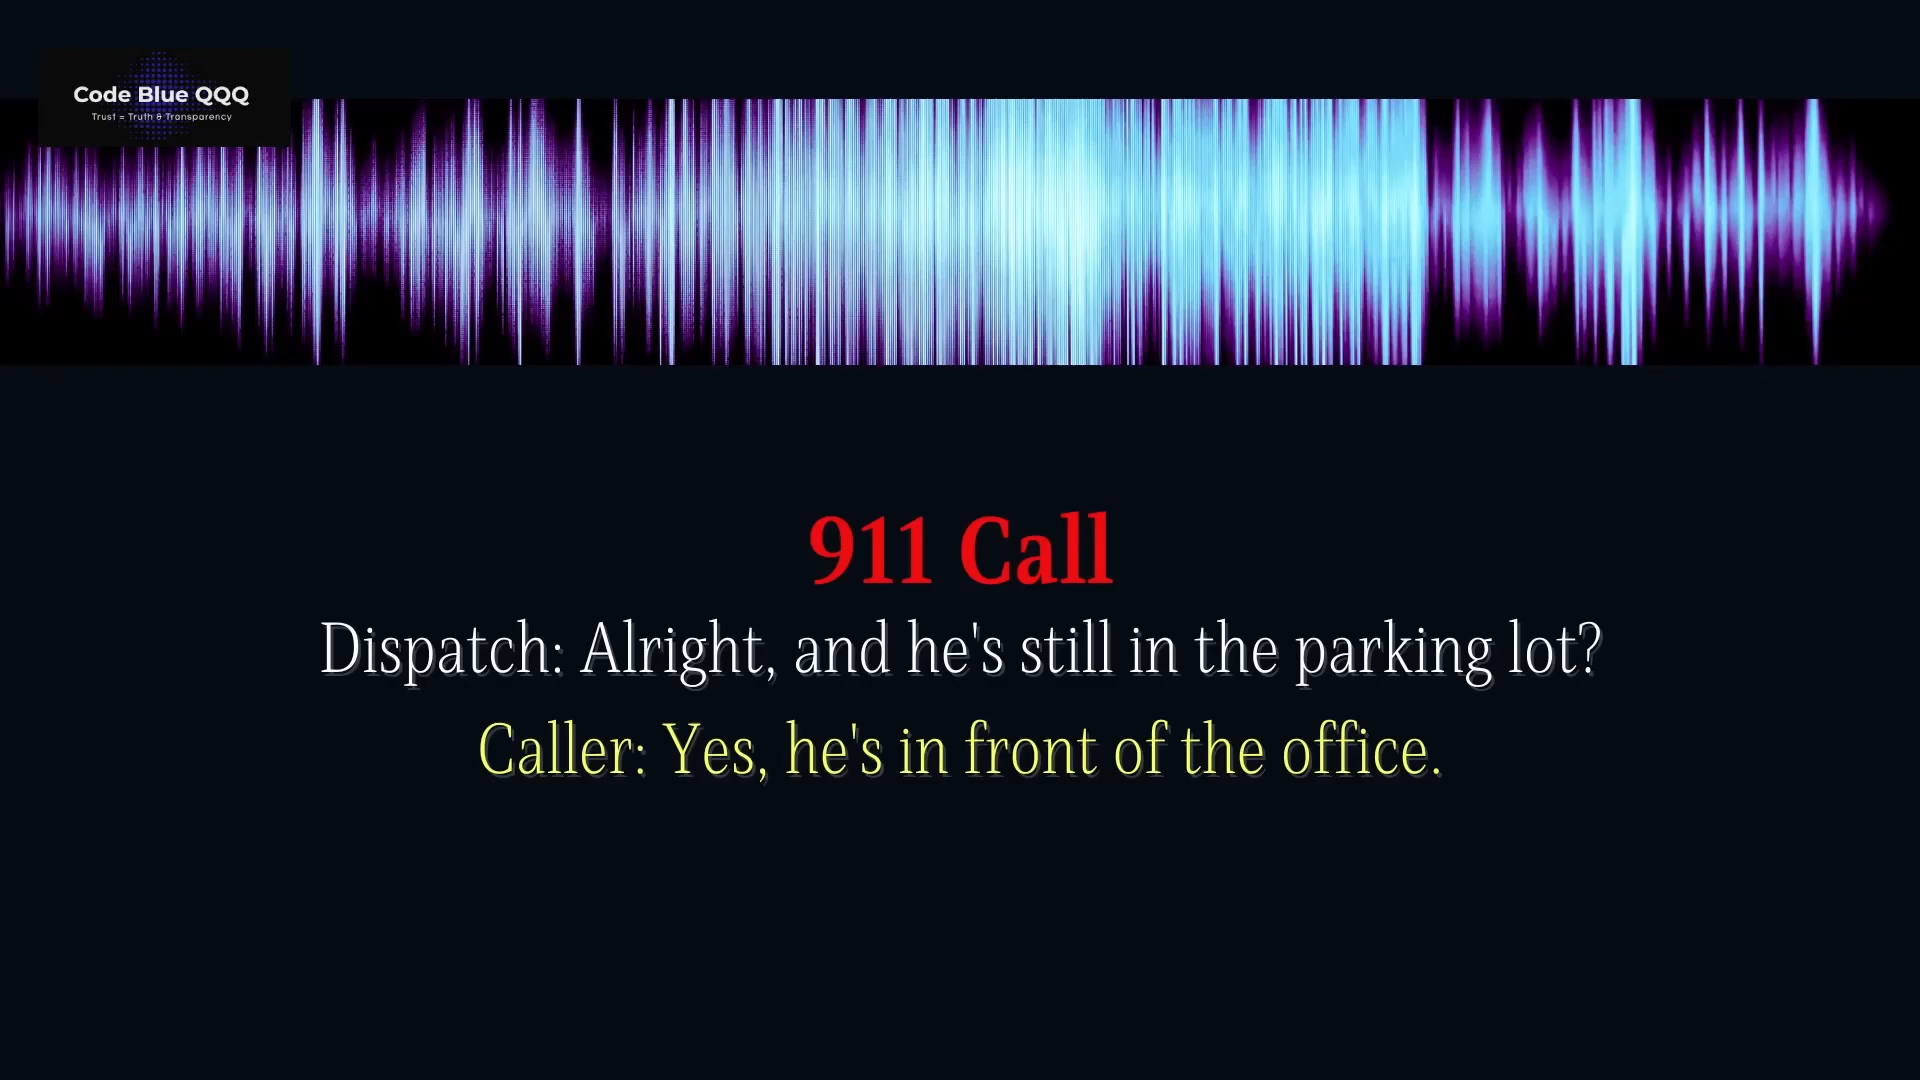 Code Blue QQQ
Trust = Truth & Transparency
911 Call
Dispatch: Alright, and he's still in the parking lot?
Caller: Yes, he's in front of the office.